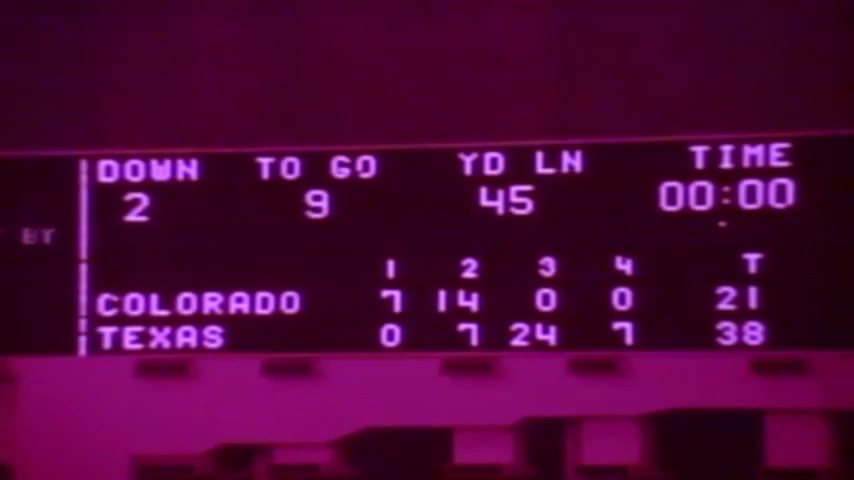 DOWN TO GO YD LN TIME
2 9 45 00:00
BY
1 2 3 4 T
COLORADO 7 14 0 0 21
TEXAS 0 7 24 7 38